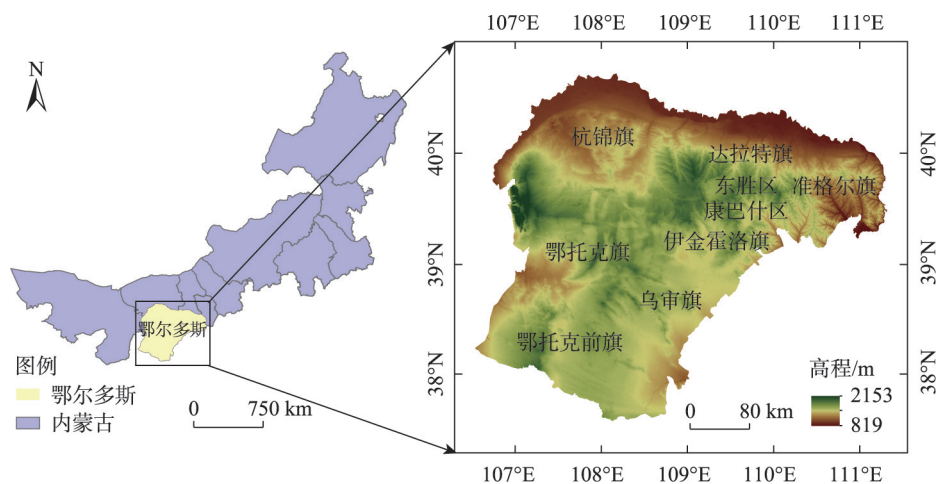 N
鄂尔多斯
图例
鄂尔多斯
内蒙古
0 750 km
107°E 108°E 109°E 110°E 111°E
40°N
39°N
38°N
杭锦旗
达拉特旗
东胜区 准格尔旗
康巴什区
伊金霍洛旗
鄂托克旗
乌审旗
鄂托克前旗
高程/m
2153
819
0 80 km
40°N
39°N
38°N
107°E 108°E 109°E 110°E 111°E